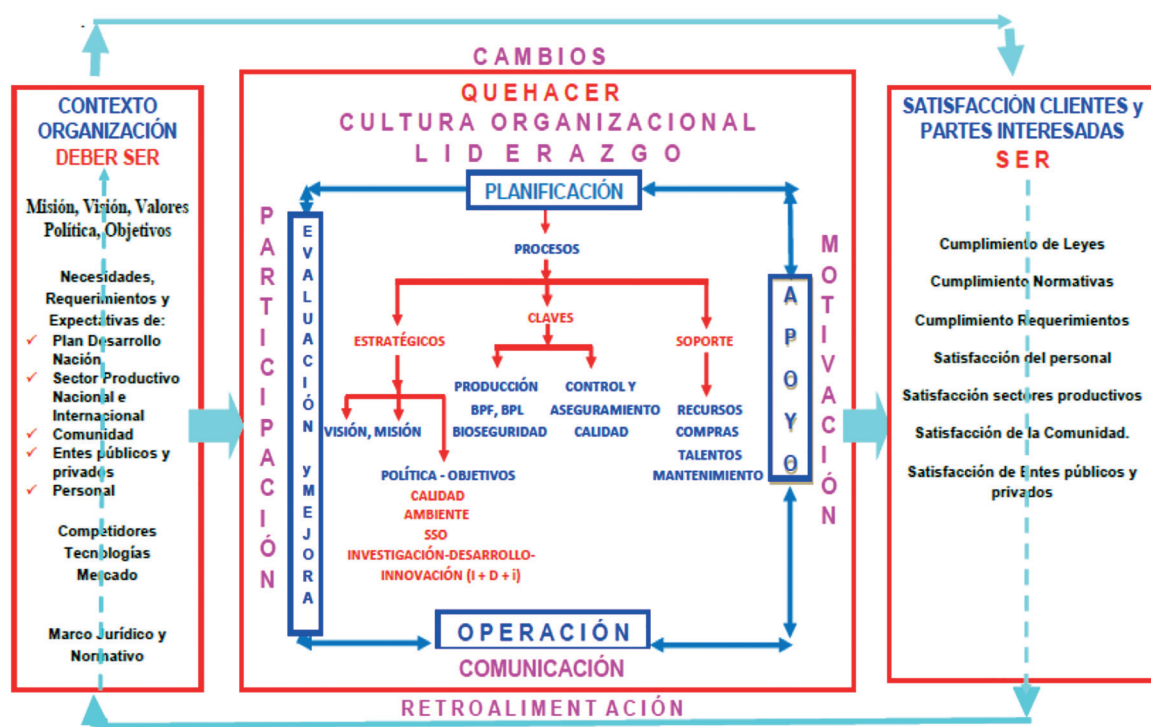 CAMBIOS
CONTEXTO
ORGANIZACIÓN
DEBER SER
Misión, Visión, Valores
Política, Objetivos
Necesidades,
Requerimientos y
Expectativas de:
✓ Plan Desarrollo
Nación
✓ Sector Productivo
Nacional e
Internacional
✓ Comunidad
✓ Entes públicos y
privados
✓ Personal
Competidores
Tecnologías
Mercado
Marco Jurídico y
Normativo
QUEHACER
CULTURA ORGANIZACIONAL
LIDERAZGO
PARTICIPACIÓN
EVALUACIÓN y MEJORA
PLANIFICACIÓN
PROCESOS
ESTRATÉGICOS
CLAVES
SOPORTE
VISIÓN, MISIÓN
POLÍTICA - OBJETIVOS
CALIDAD
AMBIENTE
SSO
INVESTIGACIÓN-DESARROLLO-
INNOVACIÓN (I + D + i)
PRODUCCIÓN
BPF, BPL
BIOSEGURIDAD
CONTROL Y
ASEGURAMIENTO
CALIDAD
RECURSOS
COMPRAS
TALENTOS
MANTENIMIENTO
APOYO
MOTIVACIÓN
OPERACIÓN
COMUNICACIÓN
SATISFACCIÓN CLIENTES y
PARTES INTERESADAS
SER
Cumplimiento de Leyes
Cumplimiento Normativas
Cumplimiento Requerimientos
Satisfacción del personal
Satisfacción sectores productivos
Satisfacción de la Comunidad.
Satisfacción de Entes públicos y
privados
RETROALIMENTACIÓN